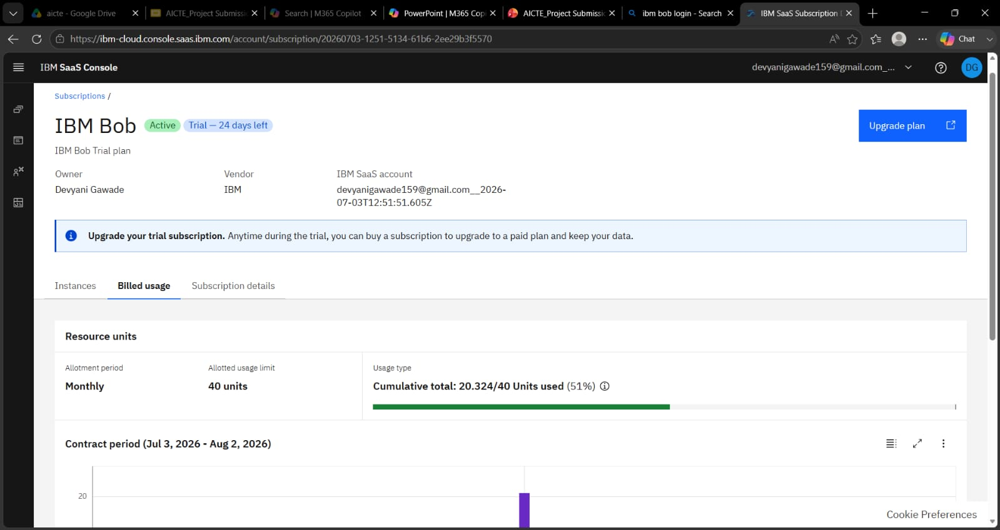 aicte - Google Drive
AICTE_Project Submissi
Search | M365 Copilot
PowerPoint | M365 Cop
AICTE_Project Submissi
ibm bob login - Search
IBM SaaS Subscription
https://ibm-cloud.console.saas.ibm.com/account/subscription/20260703-1251-5134-61b6-2ee29b3f5570
Chat
IBM SaaS Console
devyanigawade159@gmail.com_...
DG
Subscriptions /
IBM Bob
Active
Trial — 24 days left
Upgrade plan
IBM Bob Trial plan
Owner
Vendor
IBM SaaS account
Devyani Gawade
IBM
devyanigawade159@gmail.com__2026-
07-03T12:51:51.605Z
Upgrade your trial subscription. Anytime during the trial, you can buy a subscription to upgrade to a paid plan and keep your data.
Instances
Billed usage
Subscription details
Resource units
Allotment period
Allotted usage limit
Usage type
Monthly
40 units
Cumulative total: 20.324/40 Units used (51%)
Contract period (Jul 3, 2026 - Aug 2, 2026)
20
Cookie Preferences